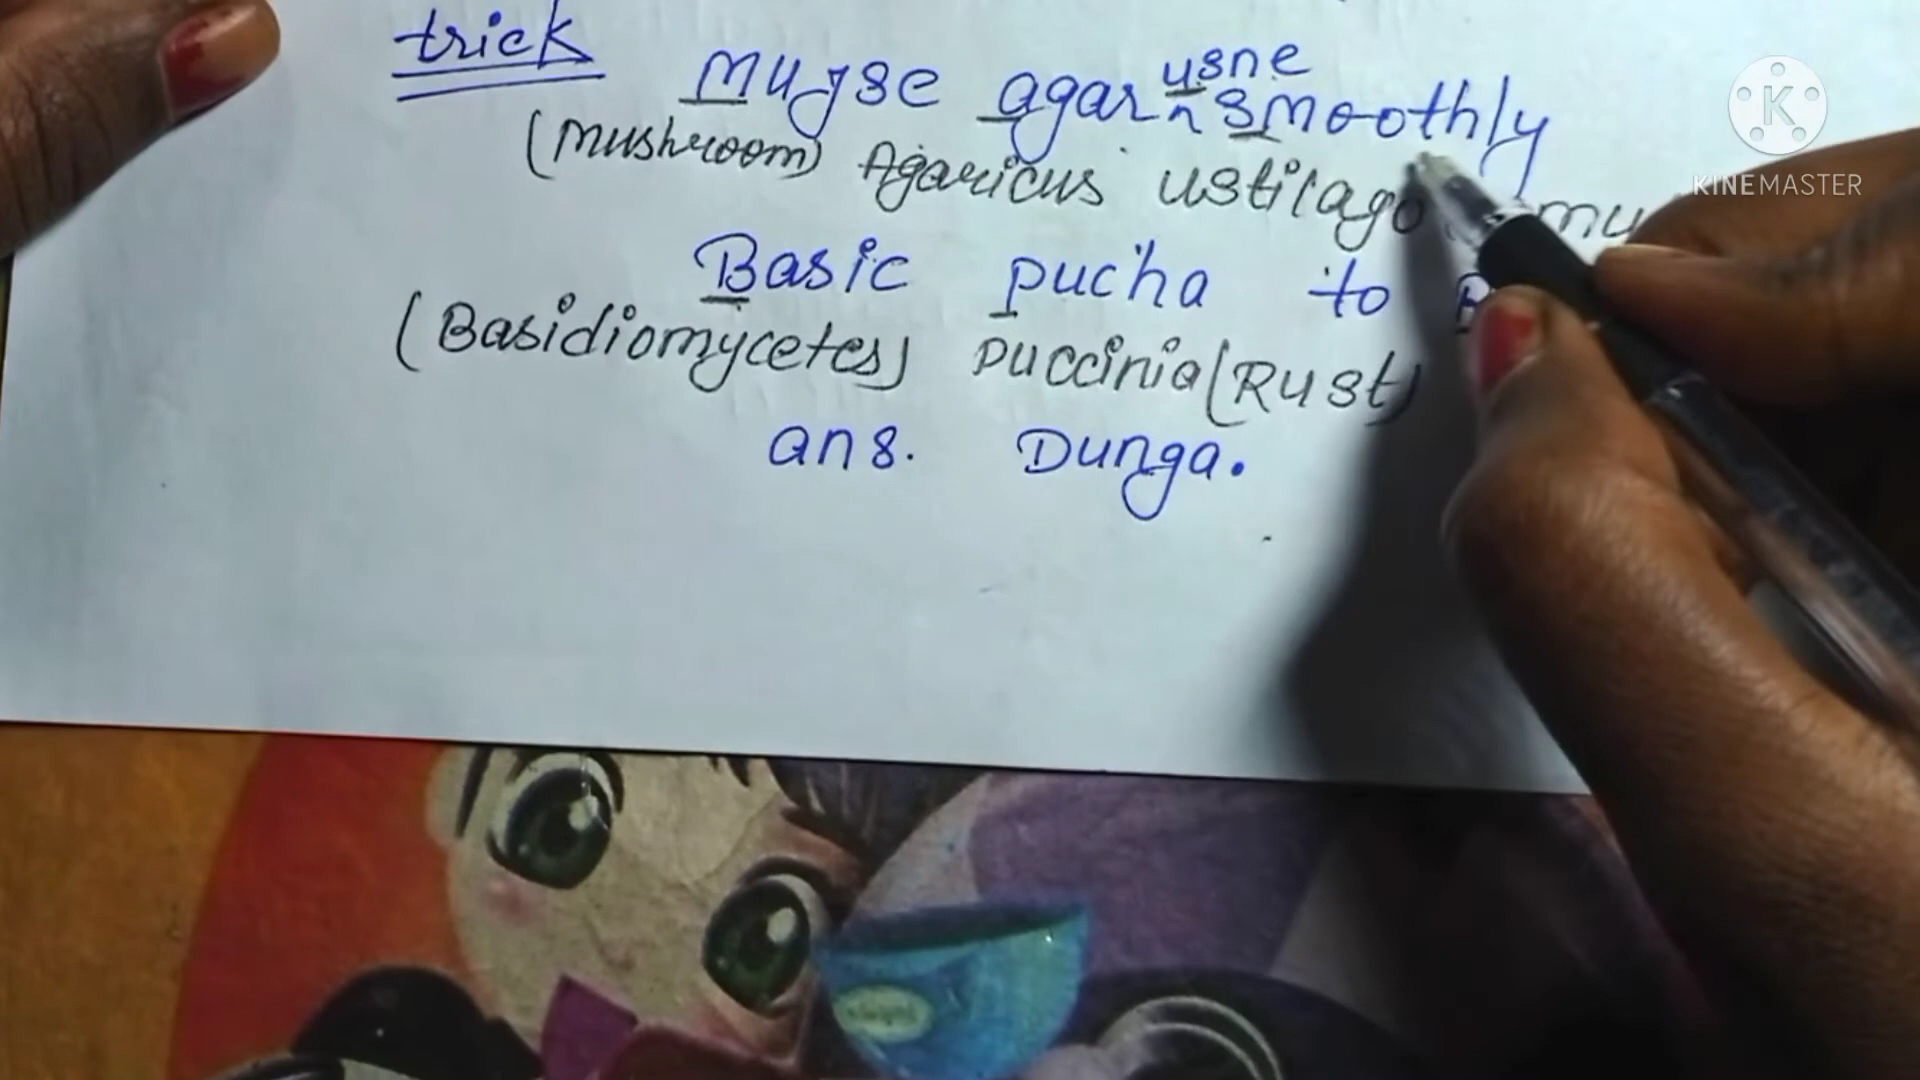 trick mujse agar usne smoothly
(mushroom) Agaricus ustilago
Basic pucha to
(Basidiomycetes) puccinia (Rust)
ans. Dunga.
K
KINEMASTER